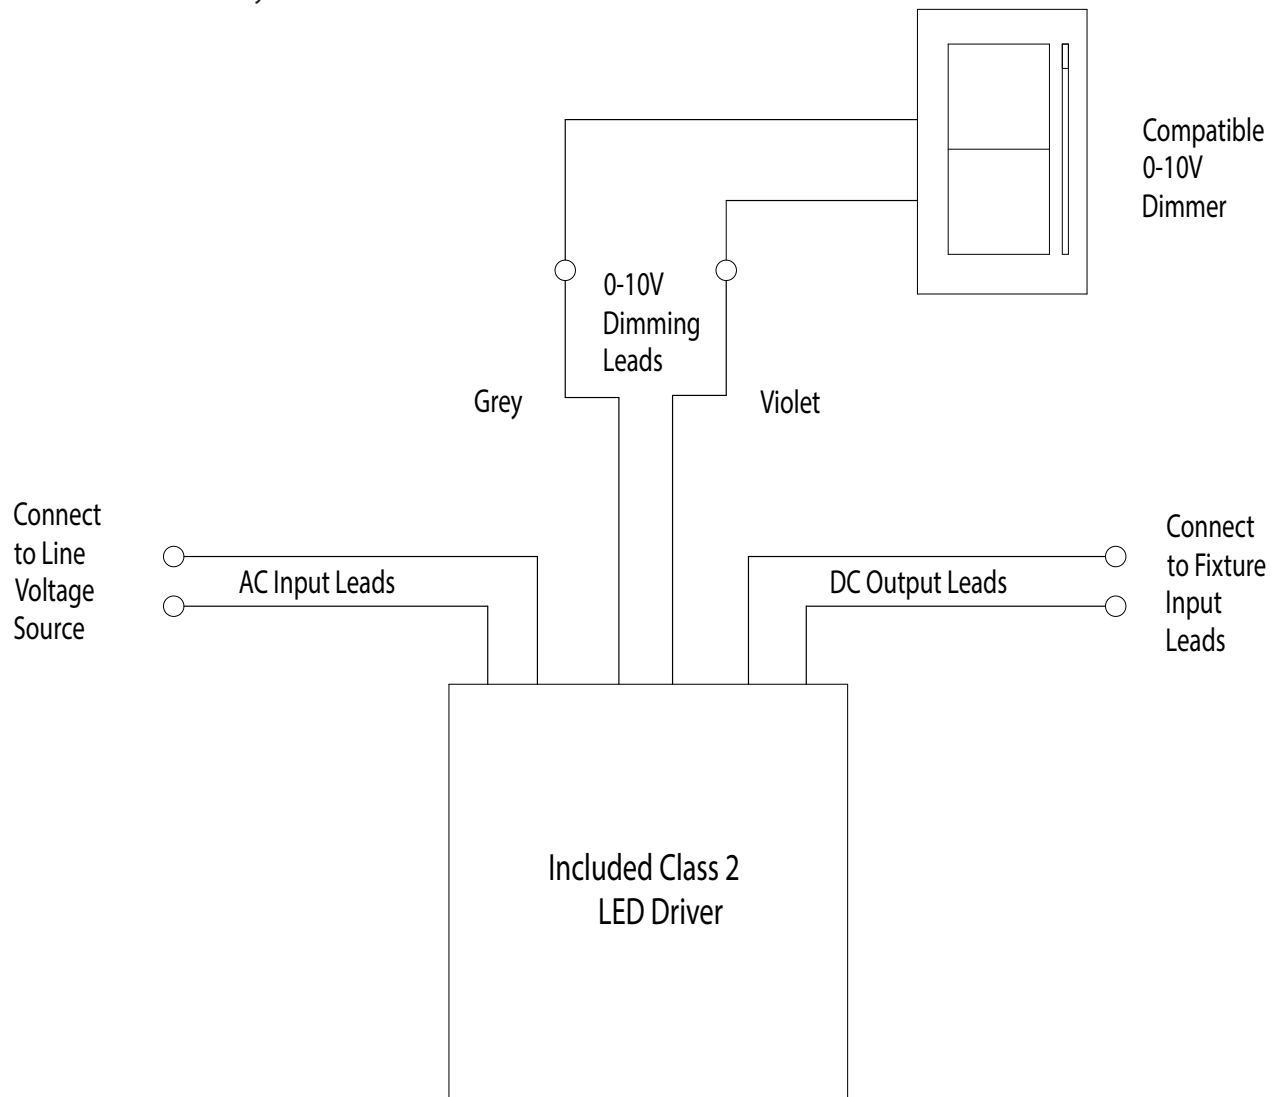 Compatible
0-10V
Dimmer
0-10V
Dimming
Leads
Grey
Violet
Connect
to Line
Voltage
Source
AC Input Leads
DC Output Leads
Connect
to Fixture
Input
Leads
Included Class 2
LED Driver